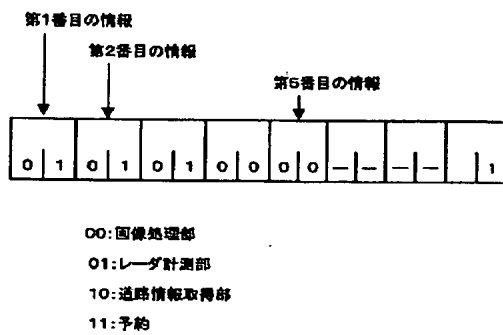 第1番目の情報
第2番目の情報
第5番目の情報
0 1 0 1 0 1 0 0 0 0 — — — — 1
00:画像処理部
01:レーダ計測部
10:道路情報取得部
11:予約